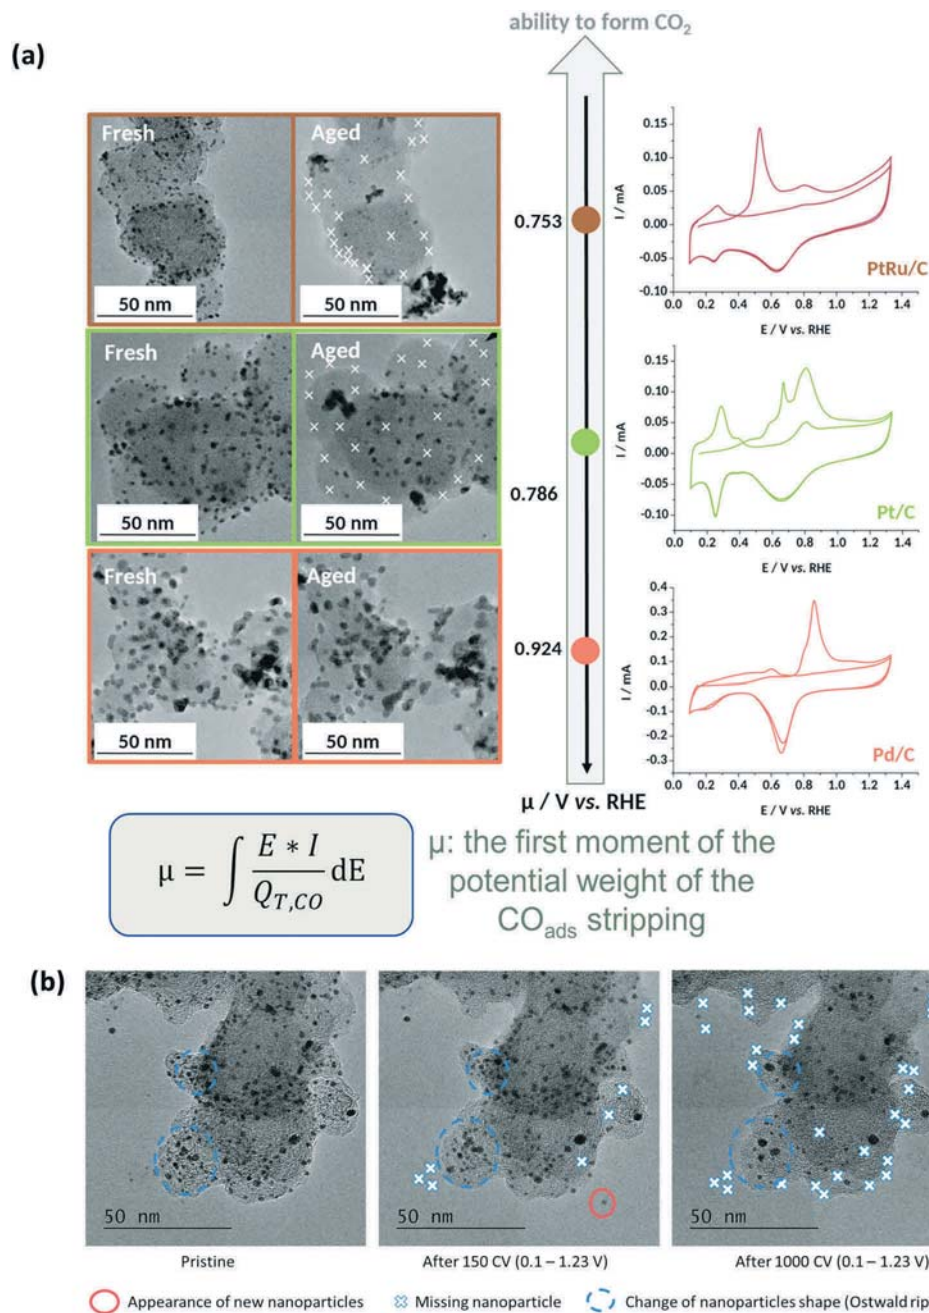 ability to form CO₂
(a)
Fresh
Aged
50 nm
50 nm
0.753
I / mA
0.15
0.10
0.05
0.00
-0.05
-0.10
0.0 0.2 0.4 0.6 0.8 1.0 1.2 1.4
E / V vs. RHE
PtRu/C
Fresh
Aged
50 nm
50 nm
0.786
I / mA
0.15
0.10
0.05
0.00
-0.05
-0.10
0.0 0.2 0.4 0.6 0.8 1.0 1.2 1.4
E / V vs. RHE
Pt/C
Fresh
Aged
50 nm
50 nm
0.924
I / mA
0.4
0.3
0.2
0.1
0.0
-0.1
-0.2
-0.3
0.0 0.2 0.4 0.6 0.8 1.0 1.2 1.4
E / V vs. RHE
Pd/C
μ / V vs. RHE
μ = ∫ E * I / Q_T,CO dE
μ: the first moment of the
potential weight of the
CO_ads stripping
(b)
50 nm
50 nm
50 nm
Pristine
After 150 CV (0.1 – 1.23 V)
After 1000 CV (0.1 – 1.23 V)
Appearance of new nanoparticles
Missing nanoparticle
Change of nanoparticles shape (Ostwald rip